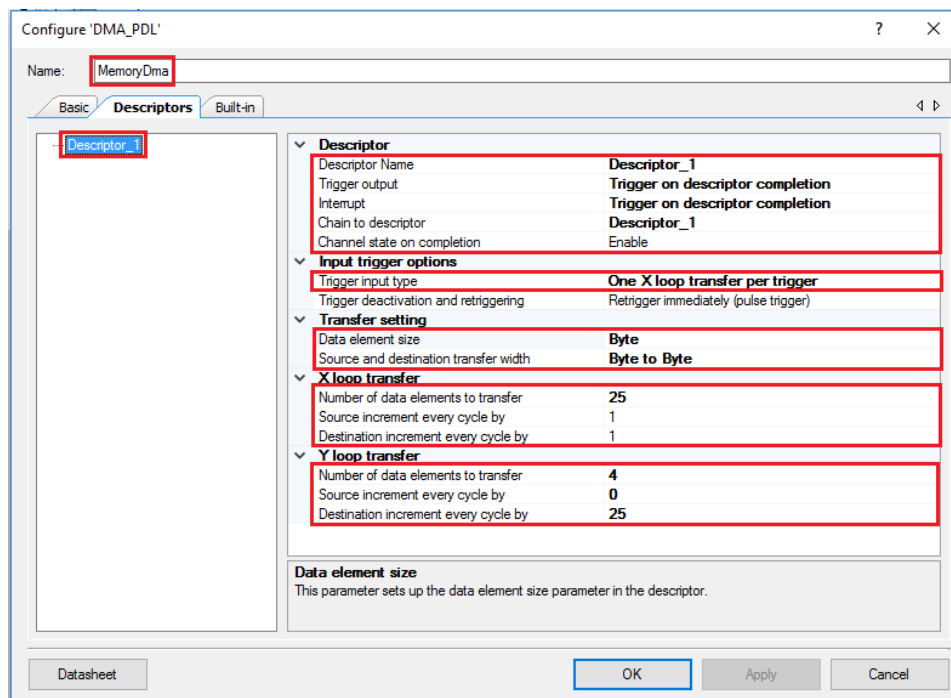 Configure 'DMA_PDL'
?
Name: MemoryDma
Basic Descriptors Built-in
Descriptor_1
Descriptor
Descriptor Name Descriptor_1
Trigger output Trigger on descriptor completion
Interrupt Trigger on descriptor completion
Chain to descriptor Descriptor_1
Channel state on completion Enable
Input trigger options
Trigger input type One X loop transfer per trigger
Trigger deactivation and retriggering Retrigger immediately (pulse trigger)
Transfer setting
Data element size Byte
Source and destination transfer width Byte to Byte
X loop transfer
Number of data elements to transfer 25
Source increment every cycle by 1
Destination increment every cycle by 1
Y loop transfer
Number of data elements to transfer 4
Source increment every cycle by 0
Destination increment every cycle by 25
Data element size
This parameter sets up the data element size parameter in the descriptor.
Datasheet OK Apply Cancel